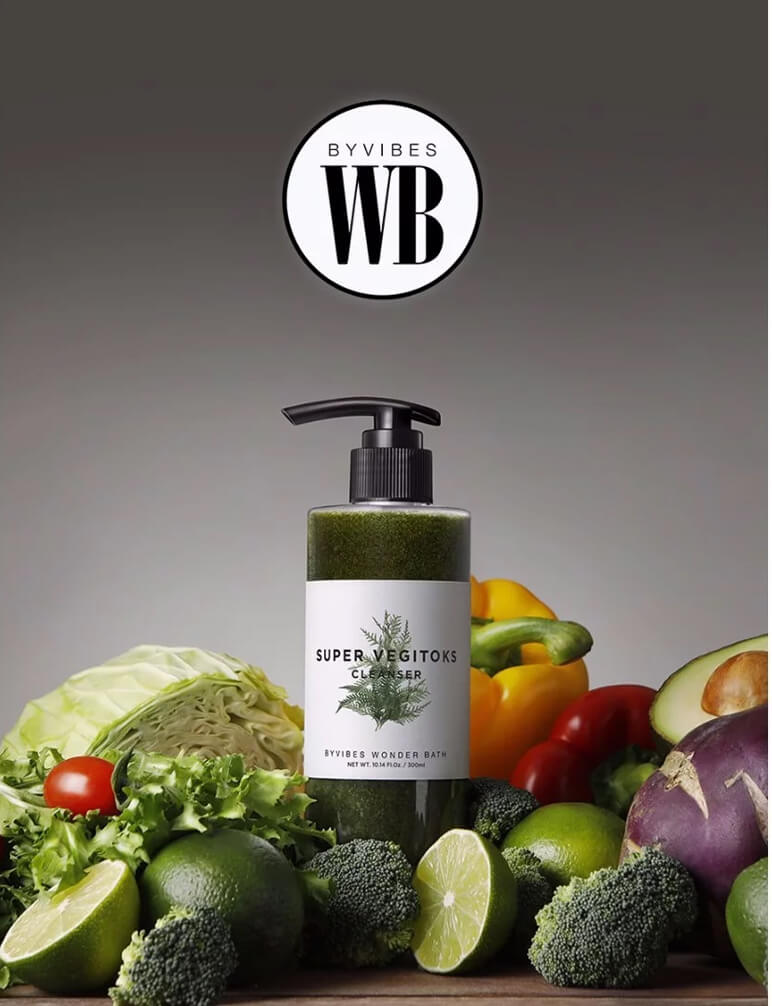 BYVIBES
WB
SUPER VEGITOKS
CLEANSER
BYVIBES WONDER BATH
NET WT. 10.14 Fl.Oz. / 300ml